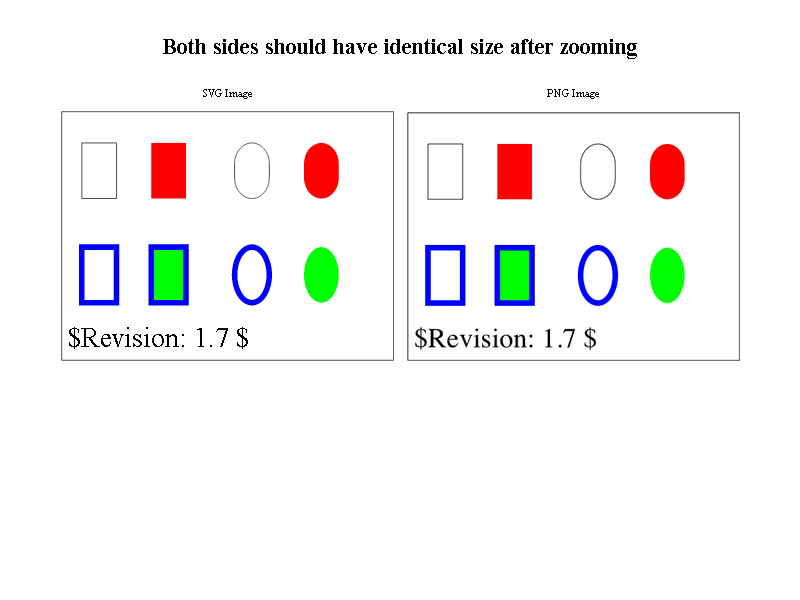 Both sides should have identical size after zooming
SVG Image
PNG Image
$Revision: 1.7 $
$Revision: 1.7 $